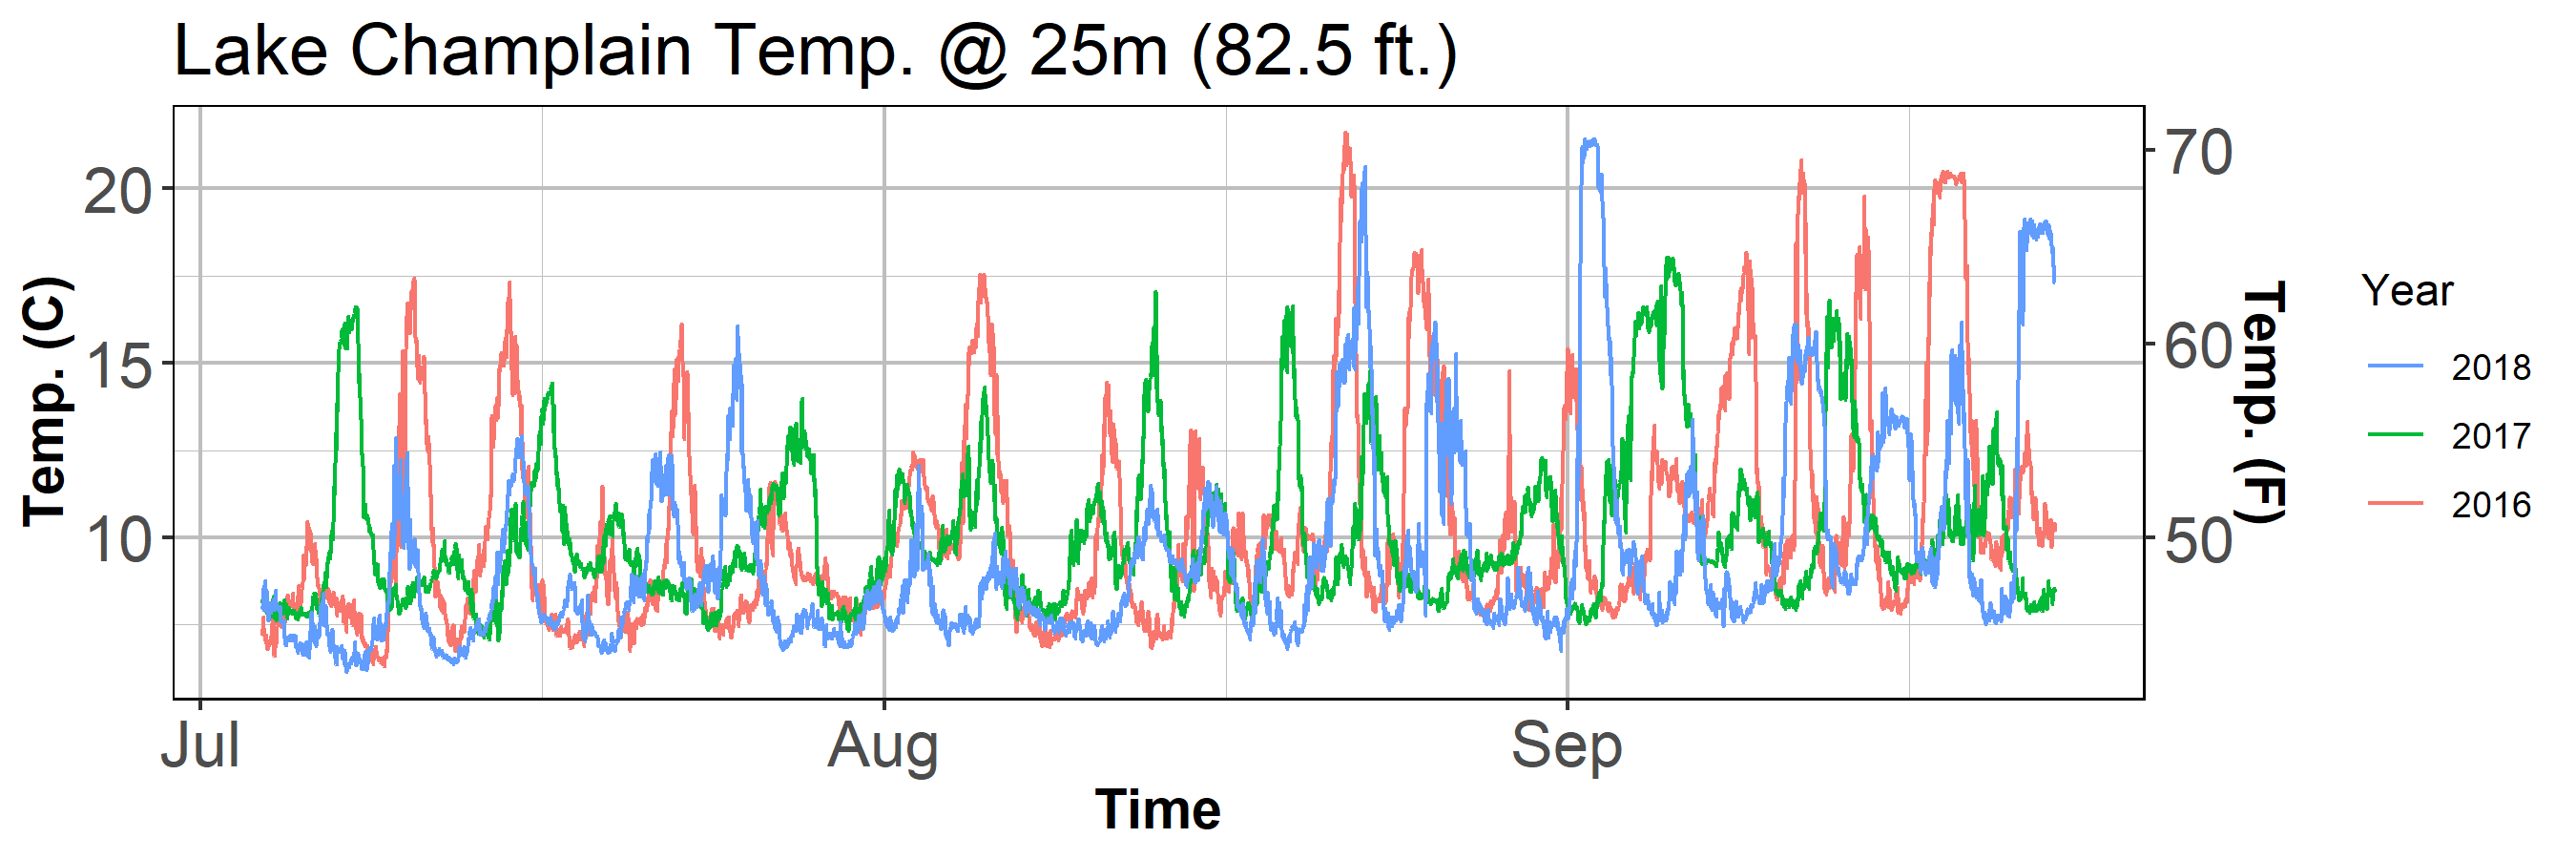 Lake Champlain Temp. @ 25m (82.5 ft.)
Temp. (C)
20
15
10
70
60
50
Temp. (F)
Jul
Aug
Sep
Time
Year
2018
2017
2016